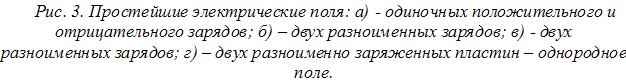 Рис. 3. Простейшие электрические поля: а) - одиночных положительного и
отрицательного зарядов; б) – двух разноименных зарядов; в) - двух
разноименных зарядов; г) – двух разноименно заряженных пластин – однородное
поле.